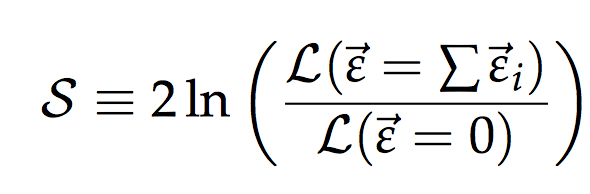 𝒮 ≡ 2 ln ( ℒ(ε⃗ = ∑ ε⃗ᵢ) / ℒ(ε⃗ = 0) )